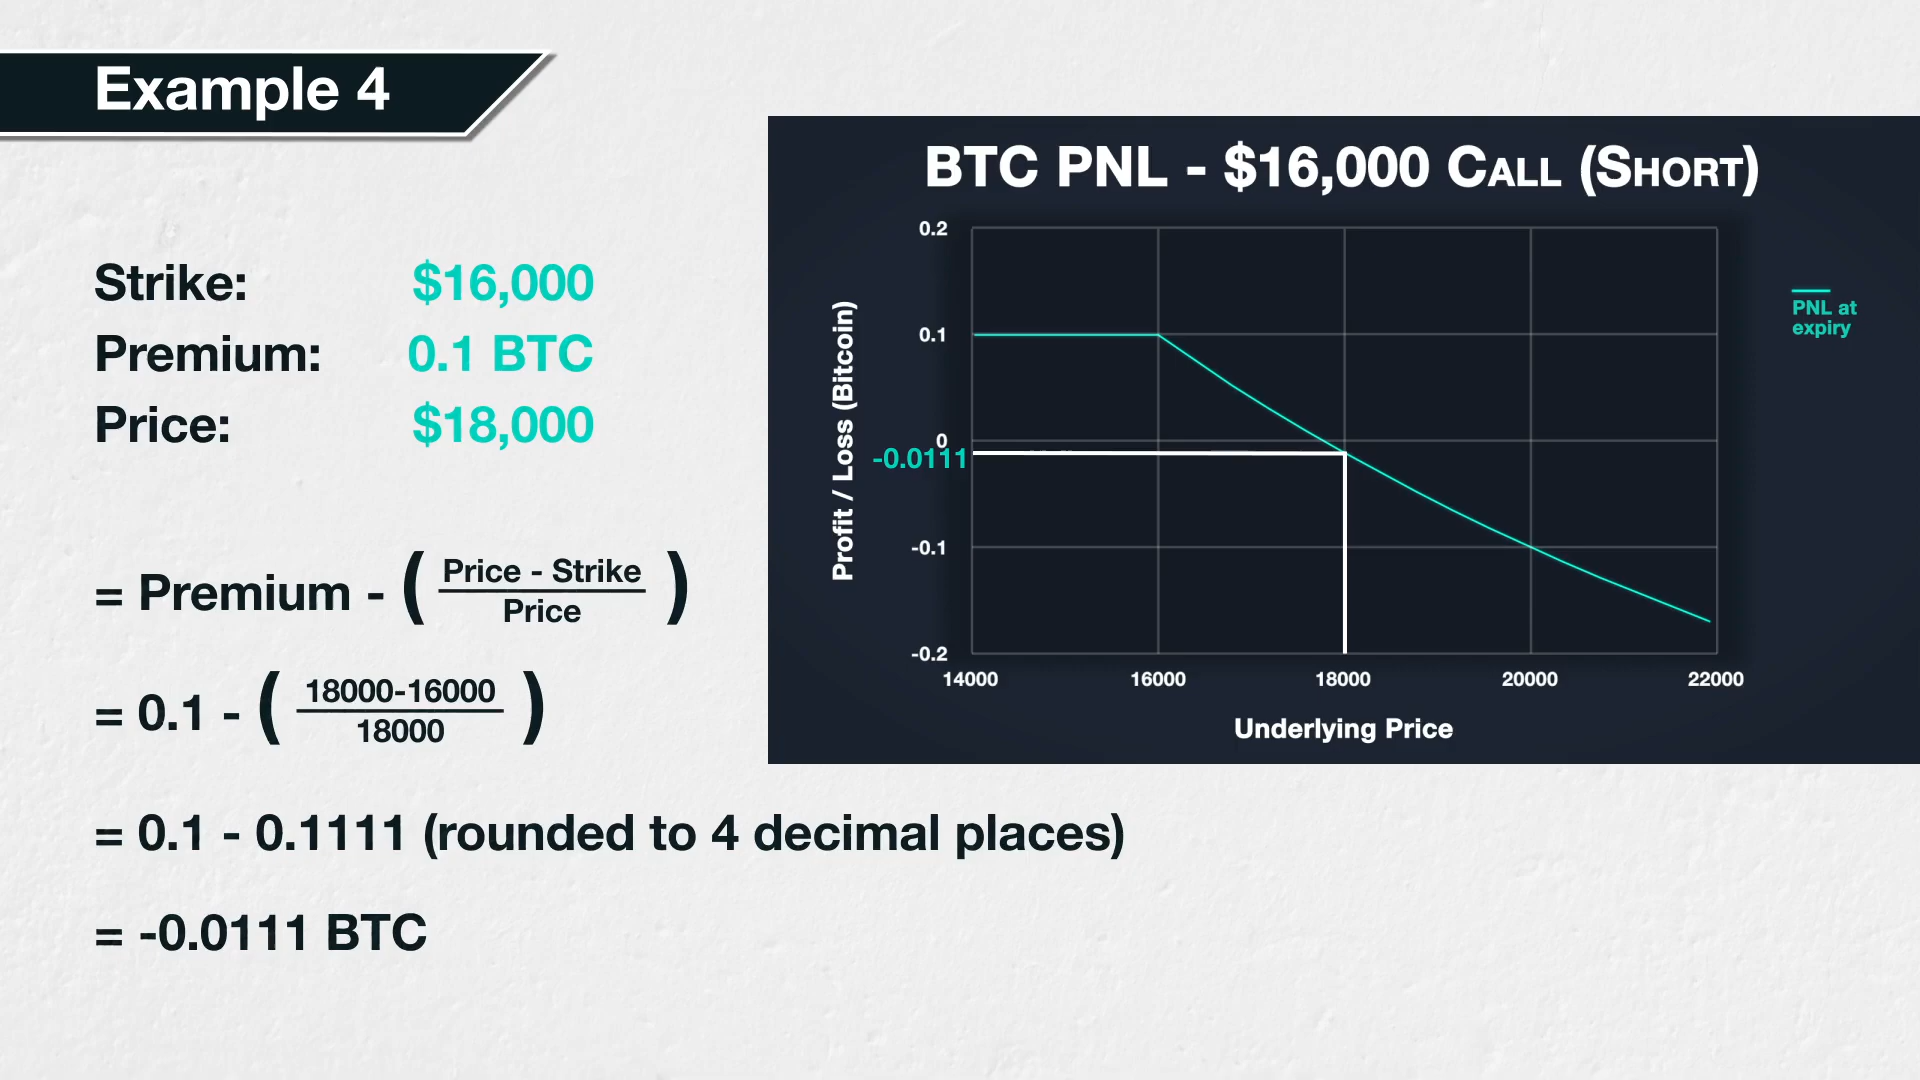 Example 4
Strike: $16,000
Premium: 0.1 BTC
Price: $18,000
= Premium - ( Price - Strike
Price )
= 0.1 - ( 18000-16000
18000 )
= 0.1 - 0.1111 (rounded to 4 decimal places)
= -0.0111 BTC
BTC PNL - $16,000 CALL (SHORT)
Profit / Loss (Bitcoin)
0.2
0.1
0
-0.0111
-0.1
-0.2
14000 16000 18000 20000 22000
Underlying Price
PNL at
expiry